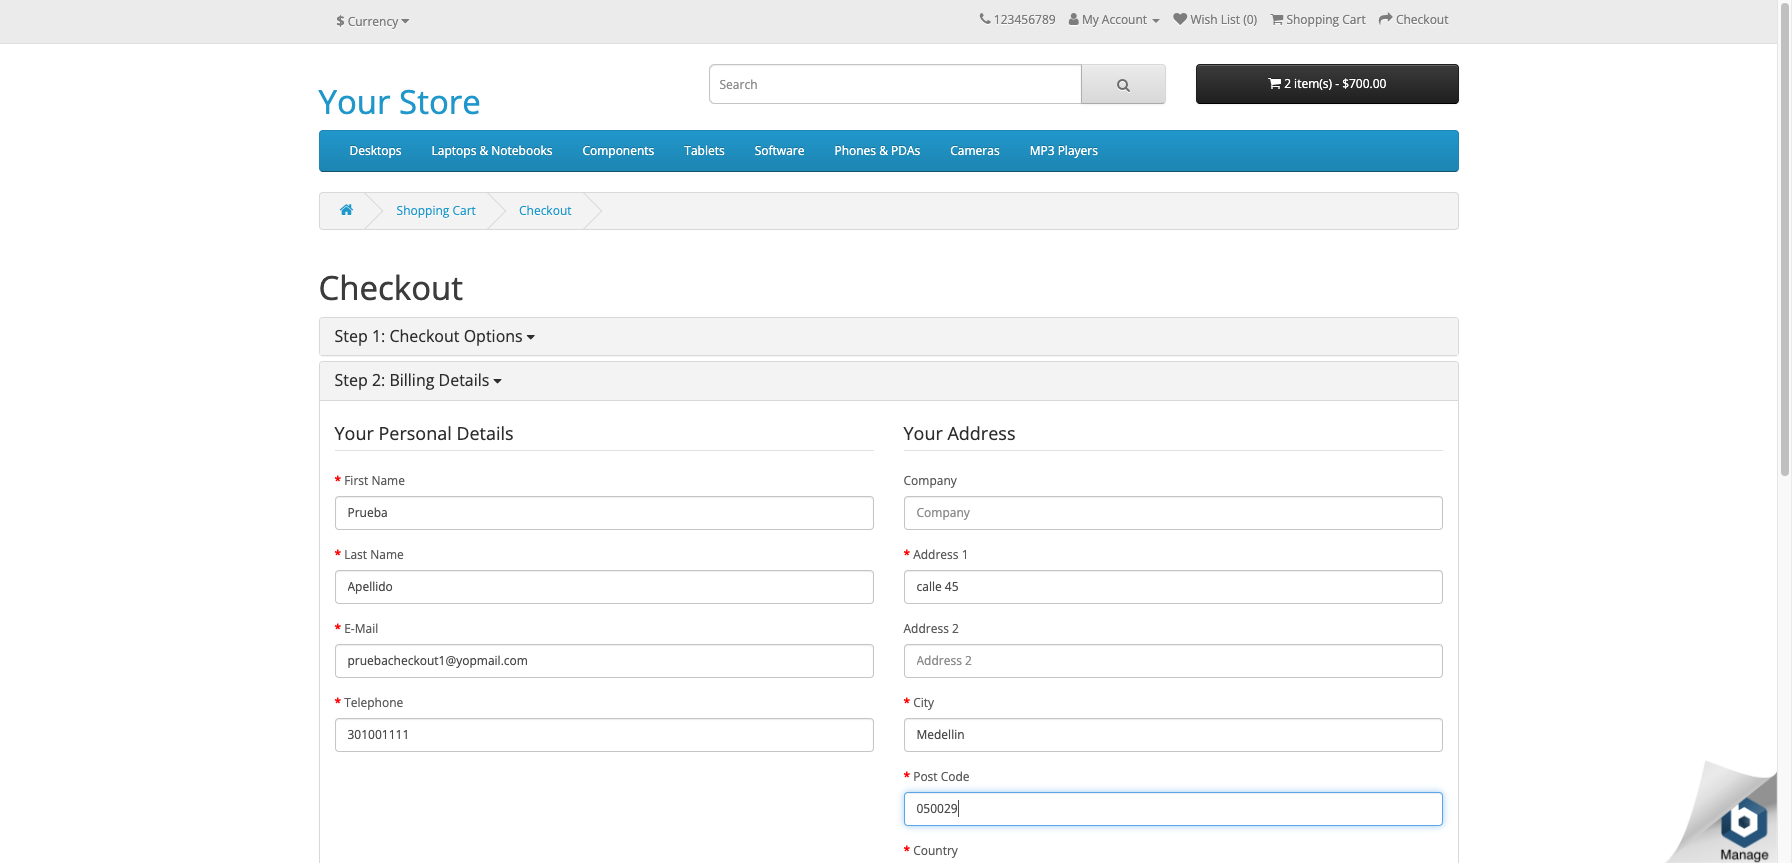 $ Currency
123456789 My Account Wish List (0) Shopping Cart Checkout
Your Store
Search
2 item(s) - $700.00
Desktops Laptops & Notebooks Components Tablets Software Phones & PDAs Cameras MP3 Players
Shopping Cart Checkout
Checkout
Step 1: Checkout Options
Step 2: Billing Details
Your Personal Details
* First Name
Prueba
* Last Name
Apellido
* E-Mail
pruebacheckout1@yopmail.com
* Telephone
301001111
Your Address
Company
Company
* Address 1
calle 45
Address 2
Address 2
* City
Medellin
* Post Code
050029
* Country
b
Manage